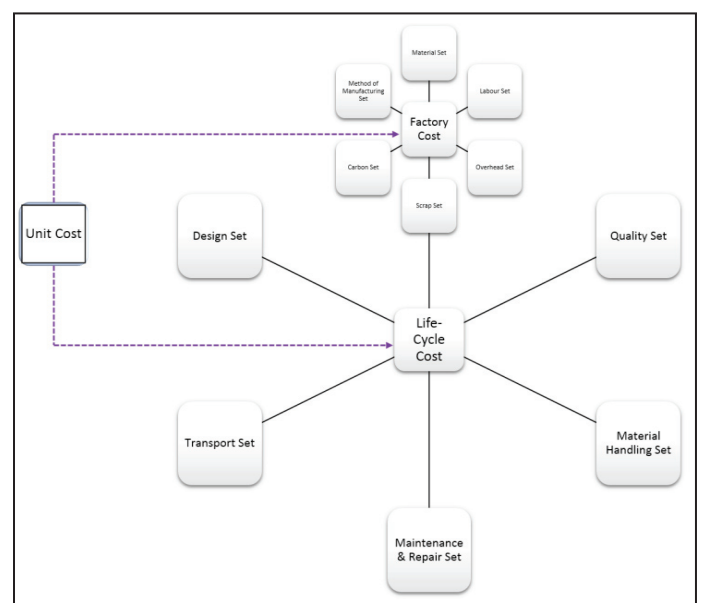 Material Set
Method of
Manufacturing
Set
Labour Set
Factory
Cost
Carbon Set
Overhead Set
Scrap Set
Unit Cost
Design Set
Quality Set
Life-
Cycle
Cost
Transport Set
Material
Handling Set
Maintenance
& Repair Set